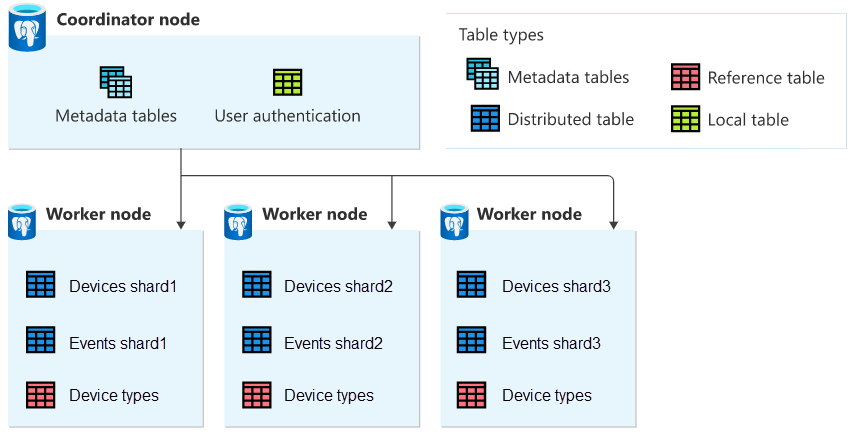 Coordinator node
Metadata tables
User authentication
Table types
Metadata tables
Reference table
Distributed table
Local table
Worker node
Devices shard1
Events shard1
Device types
Worker node
Devices shard2
Events shard2
Device types
Worker node
Devices shard3
Events shard3
Device types